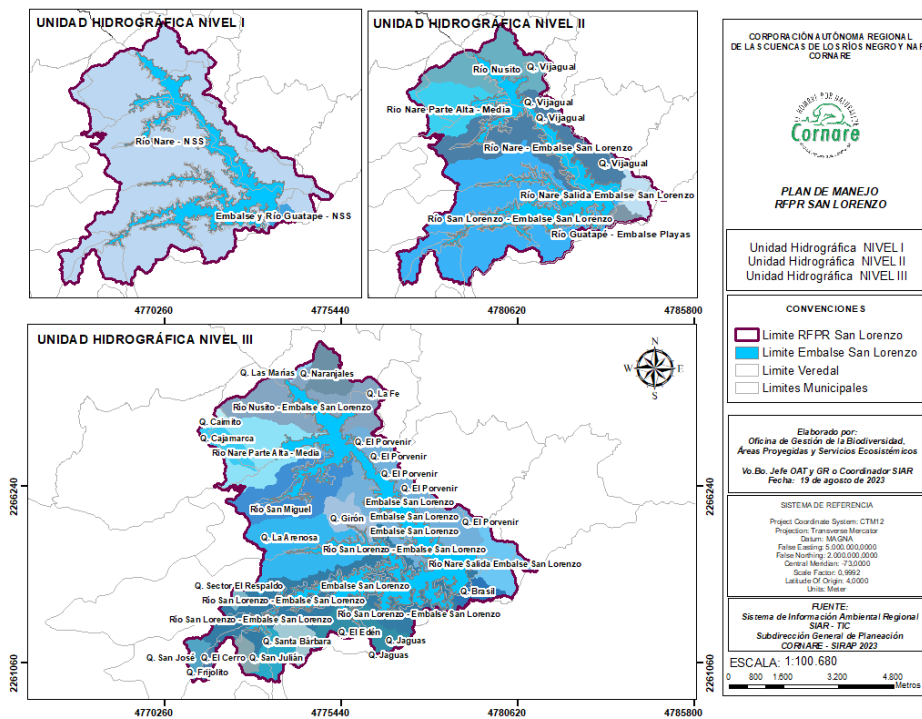 UNIDAD HIDROGRÁFICA NIVEL I
Río Nare - NSS
Embalse y Río Guatape - NSS
UNIDAD HIDROGRÁFICA NIVEL II
Río Nusito
Q. Vijagual
Río Nare Parte Alta - Media
Q. Vijagual
Q. Vijagual
Río Nare - Embalse San Lorenzo
Q. Vijagual
Río Nare Salida Embalse San Lorenzo
Río San Lorenzo - Embalse San Lorenzo
Río Guatapé - Embalse Playas
4770260
4775440
4780620
4785800
UNIDAD HIDROGRÁFICA NIVEL III
N
W
E
S
Q. Las Marías
Q. Naranjales
Q. La Fe
Río Nusito - Embalse San Lorenzo
Q. Caimito
Q. Cajamarca
Q. El Porvenir
Río Nare Parte Alta - Media
Q. El Porvenir
Q. El Porvenir
Q. El Porvenir
Embalse San Lorenzo
Río San Miguel
Q. Girón
Embalse San Lorenzo
Q. El Porvenir
Embalse San Lorenzo
Q. La Arenosa
Río San Lorenzo - Embalse San Lorenzo
Río Nare Salida Embalse San Lorenzo
Q. Sector El Respaldo
Embalse San Lorenzo
Q. Brasil
Río San Lorenzo - Embalse San Lorenzo
Río San Lorenzo - Embalse San Lorenzo
Río San Lorenzo - Embalse San Lorenzo
Q. El Edén
Q. Santa Bárbara
Q. Jaguas
Q. San José
Q. El Cerro
Q. San Julián
Q. Jaguas
Q. Frijolito
2266240
2266240
2261060
2261060
4770260
4775440
4780620
4785800
CORPORACIÓN AUTÓNOMA REGIONAL
DE LAS CUENCAS DE LOS RÍOS NEGRO Y NAR
CORNARE
Cornare
PLAN DE MANEJO
RFPR SAN LORENZO
Unidad Hidrográfica NIVEL I
Unidad Hidrográfica NIVEL II
Unidad Hidrográfica NIVEL III
CONVENCIONES
Limite RFPR San Lorenzo
Limite Embalse San Lorenzo
Limite Veredal
Limites Municipales
Elaborado por:
Oficina de Gestión de la Biodiversidad,
Áreas Proyegidas y Servicios Ecosistémicos
Vo.Bo. Jefe OAT y GR o Coordinador SIAR
Fecha: 19 de agosto de 2023
SISTEMA DE REFERENCIA
Project Coordinate System: CTM12
Projection: Transverse Mercator
Datum: MAGNA
False Easting: 5.000.000,0000
False Northing: 2.000.000,0000
Central Meridian: -73,0000
Scale Factor: 0,9992
Latitude Of Origin: 4,0000
Units: Meter
FUENTE:
Sistema de Información Ambiental Regional
SIAR - TIC
Subdirección General de Planeación
CORNARE - SIRAP 2023
ESCALA: 1:100.680
0 800 1.600 3.200 4.800
Metros